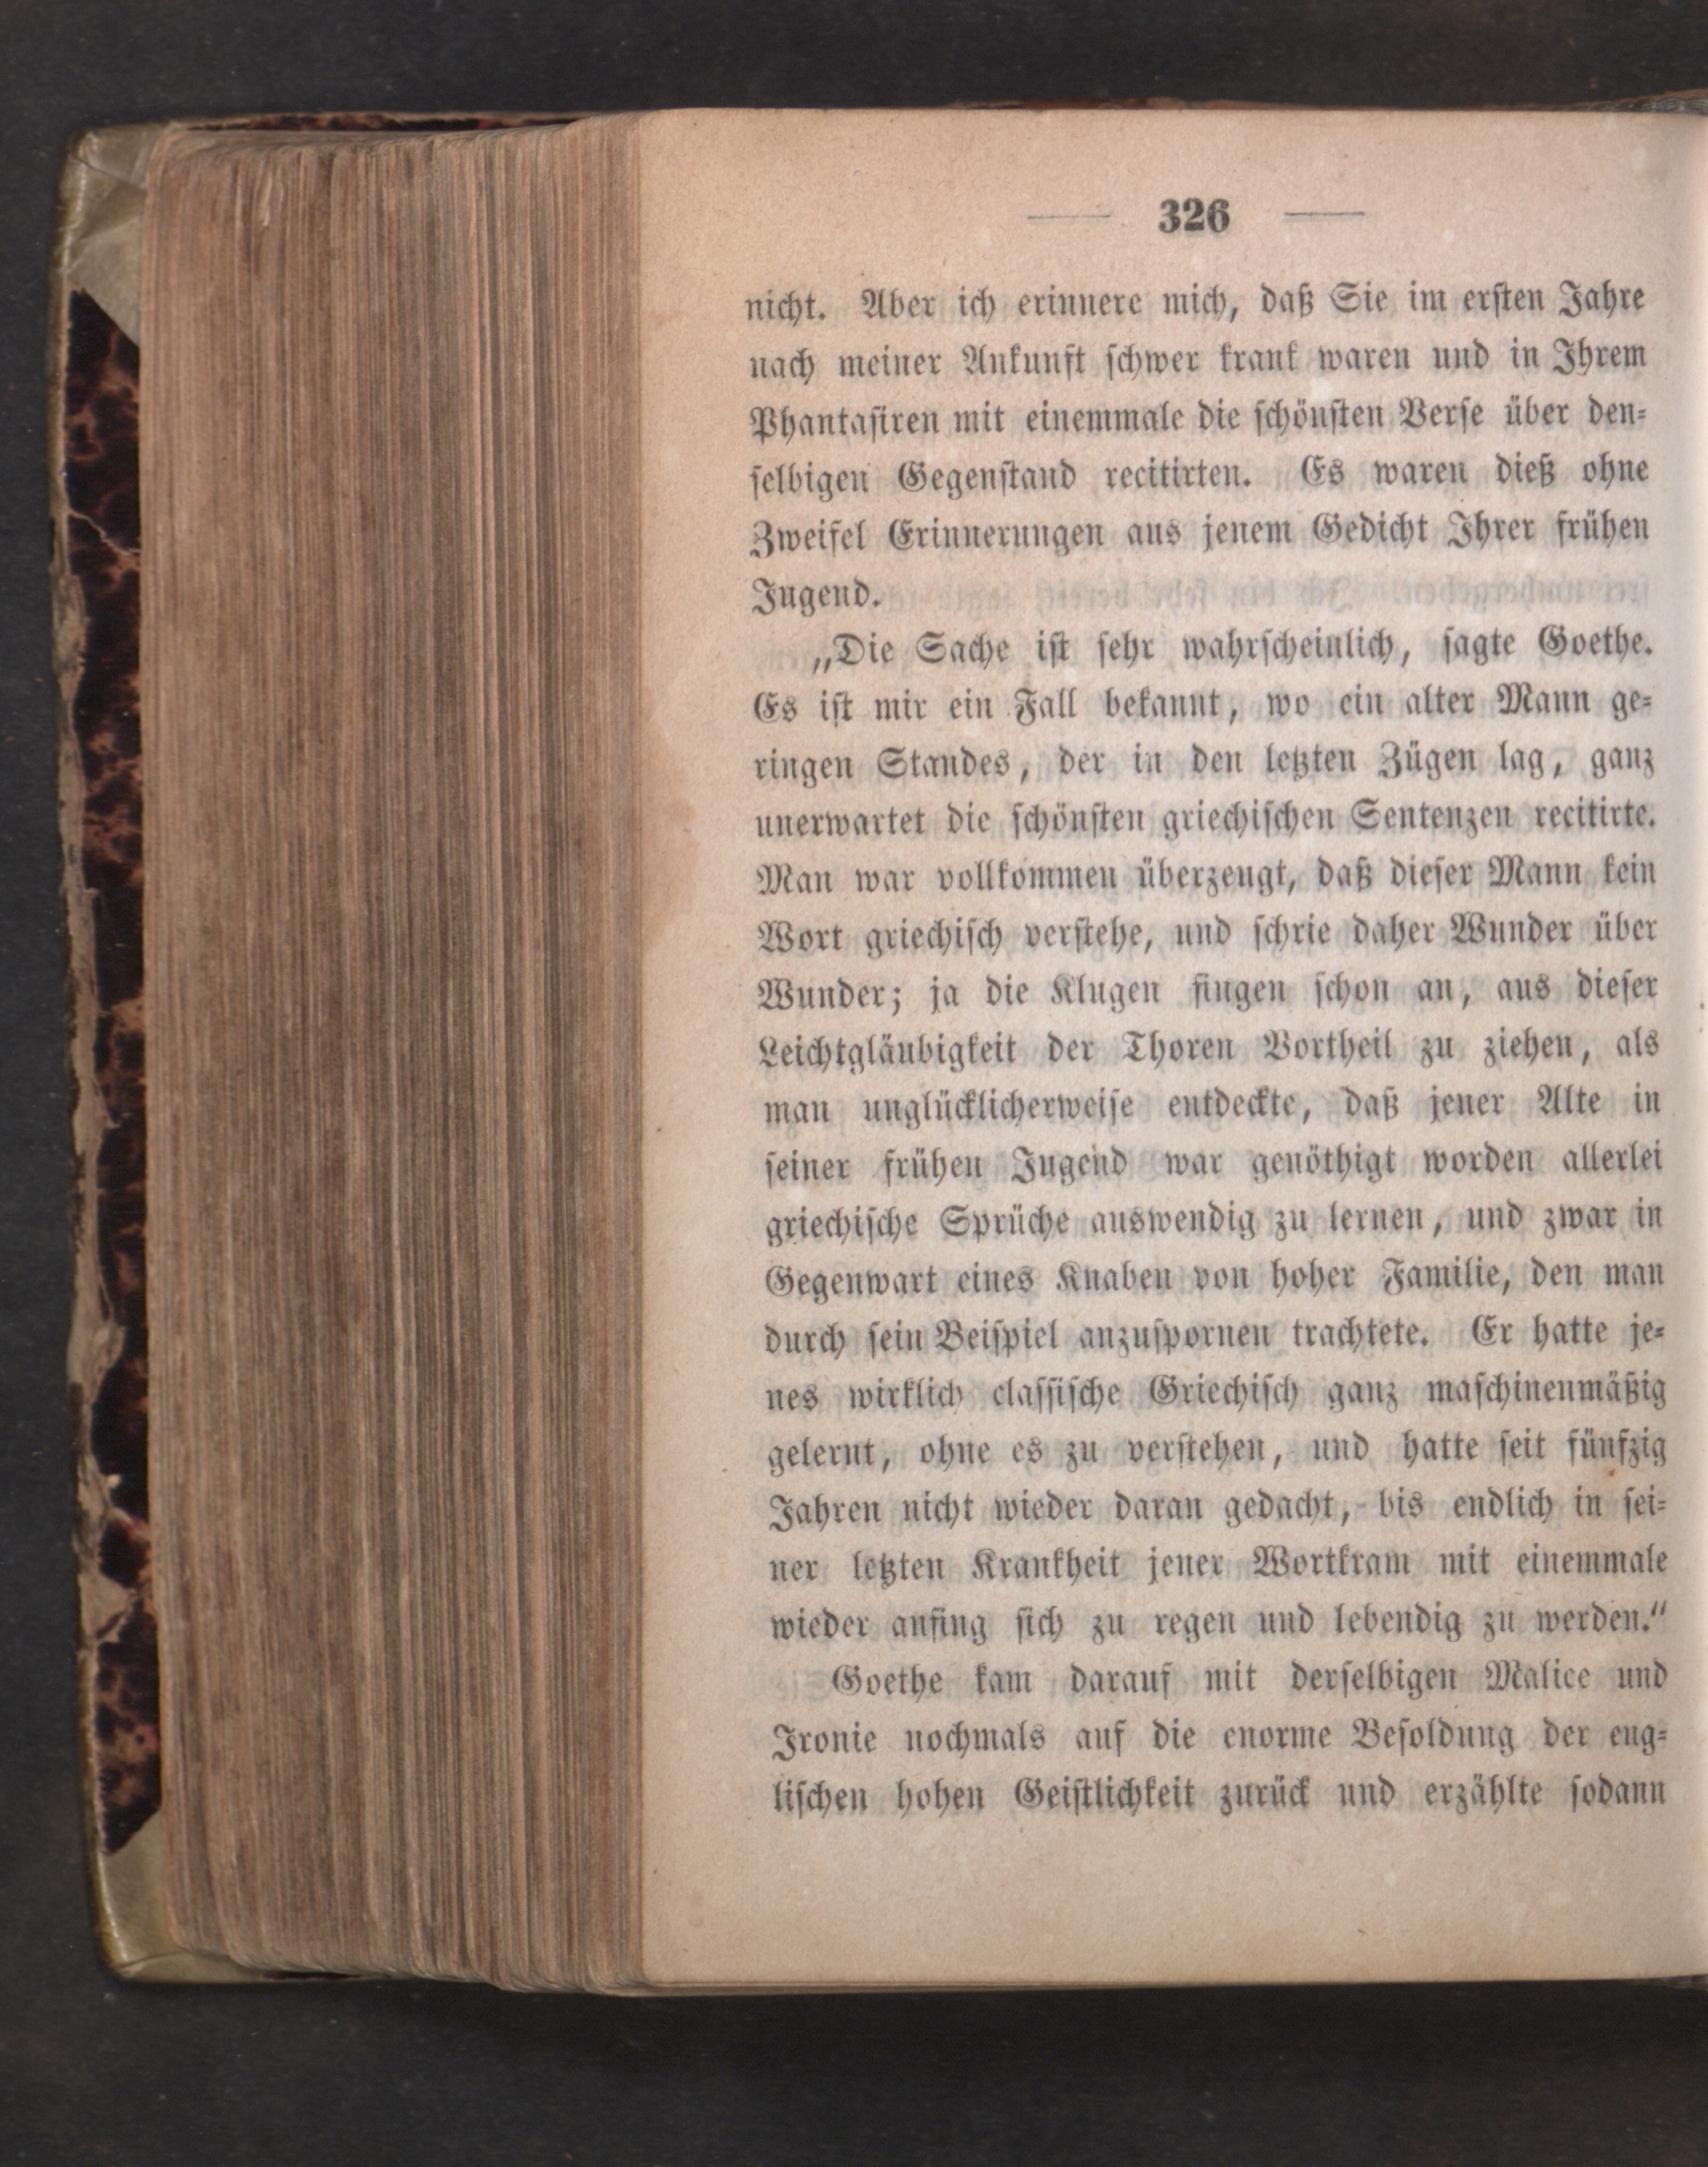 — 326 —
nicht. Aber ich erinnere mich, daß Sie im ersten Jahre
nach meiner Ankunft schwer krank waren und in Ihrem
Phantasiren mit einemmale die schönsten Verse über den-
selbigen Gegenstand recitirten. Es waren dieß ohne
Zweifel Erinnerungen aus jenem Gedicht Ihrer frühen
Jugend.
„Die Sache ist sehr wahrscheinlich, sagte Goethe.
Es ist mir ein Fall bekannt, wo ein alter Mann ge-
ringen Standes, der in den letzten Zügen lag, ganz
unerwartet die schönsten griechischen Sentenzen recitirte.
Man war vollkommen überzeugt, daß dieser Mann kein
Wort griechisch verstehe, und schrie daher Wunder über
Wunder; ja die Klugen fingen schon an, aus dieser
Leichtgläubigkeit der Thoren Vortheil zu ziehen, als
man unglücklicherweise entdeckte, daß jener Alte in
seiner frühen Jugend war genöthigt worden allerlei
griechische Sprüche auswendig zu lernen, und zwar in
Gegenwart eines Knaben von hoher Familie, den man
durch sein Beispiel anzuspornen trachtete. Er hatte je-
nes wirklich classische Griechisch ganz maschinenmäßig
gelernt, ohne es zu verstehen, und hatte seit fünfzig
Jahren nicht wieder daran gedacht, bis endlich in sei-
ner letzten Krankheit jener Wortkram mit einemmale
wieder anfing sich zu regen und lebendig zu werden.“
Goethe kam darauf mit derselbigen Malice und
Ironie nochmals auf die enorme Besoldung der eng-
lischen hohen Geistlichkeit zurück und erzählte sodann